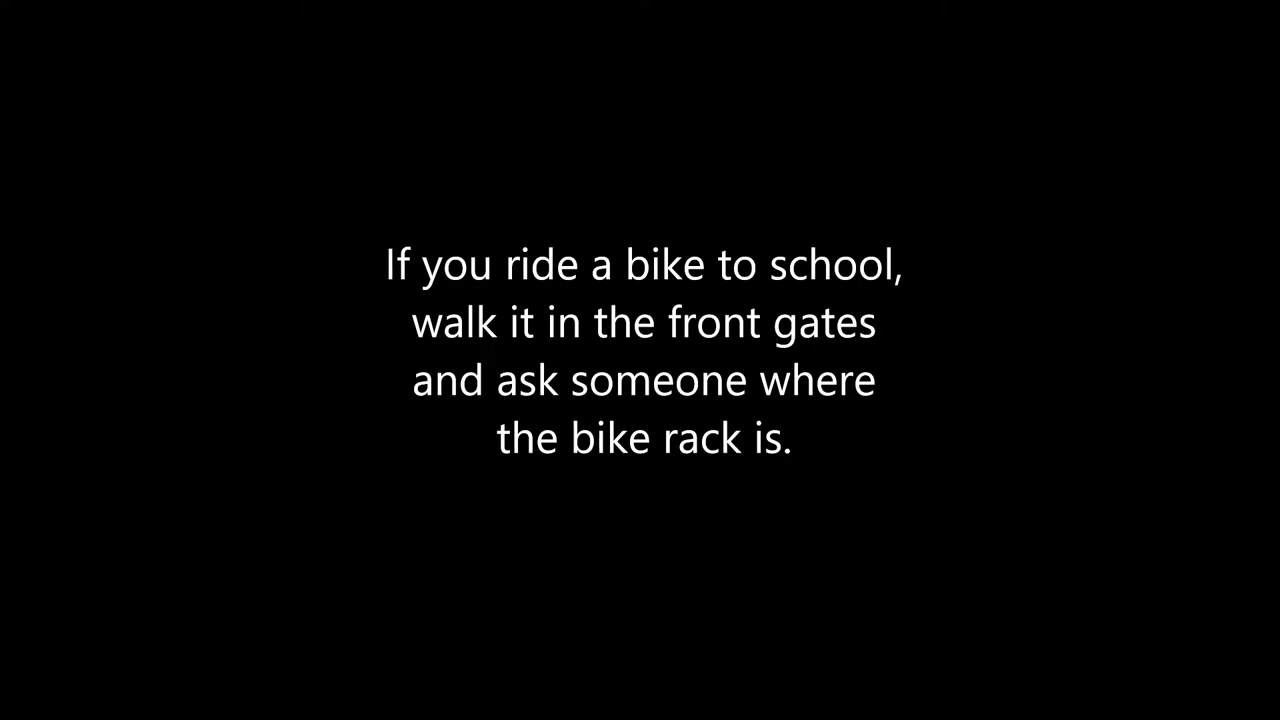 If you ride a bike to school,
walk it in the front gates
and ask someone where
the bike rack is.